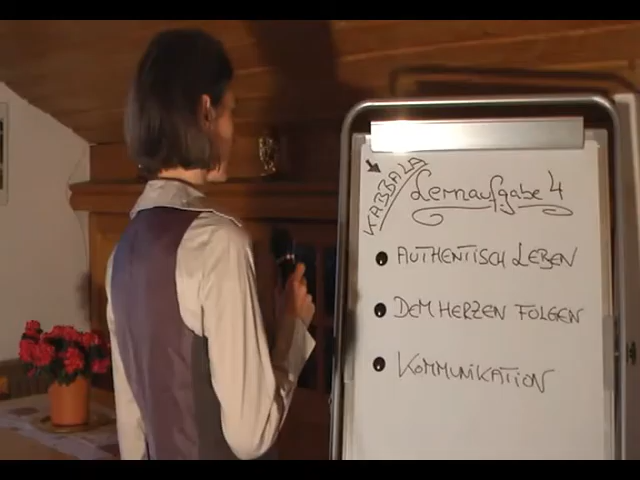 KABBALA
Lernaufgabe 4
AUTHENTISCH LEBEN
DEM HERZEN FOLGEN
KOMMUNIKATION